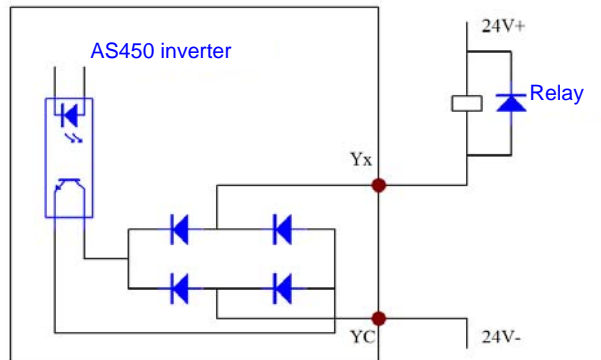 24V+
AS450 inverter
Relay
Yx
YC
24V-